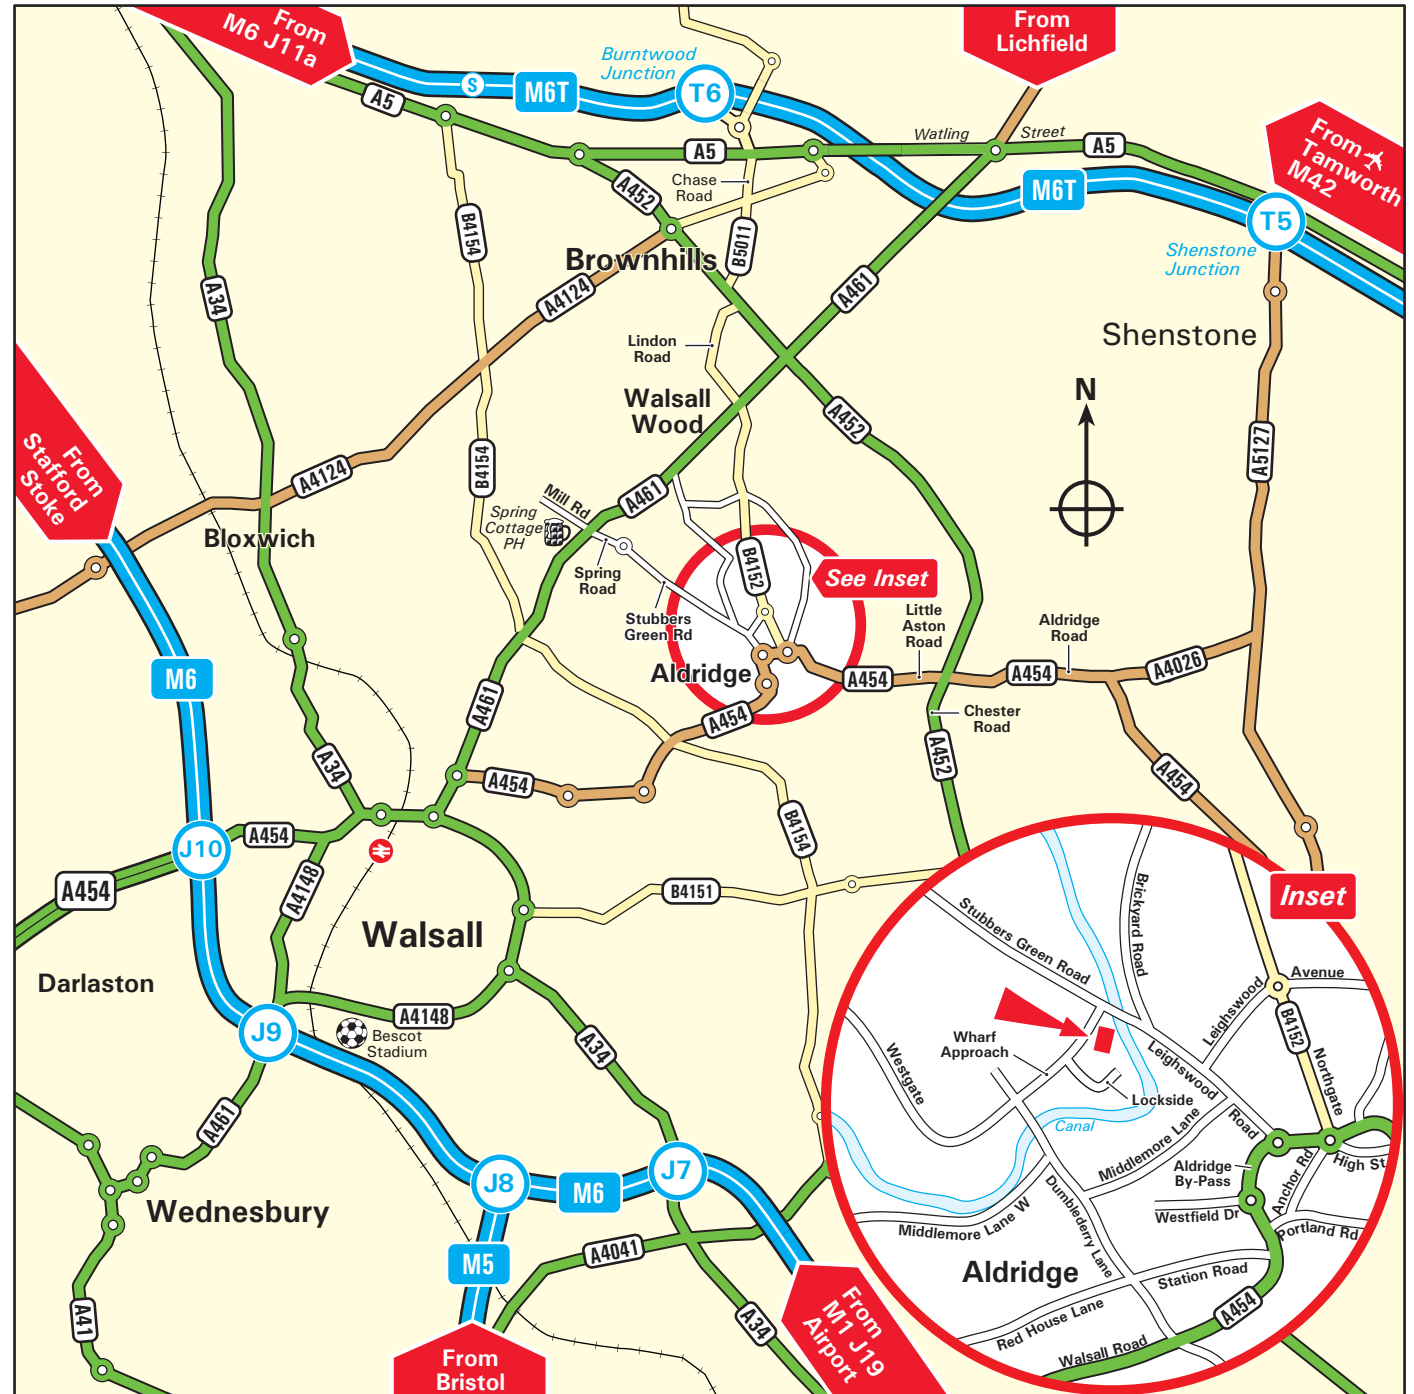 From
M6 J11a
Burntwood
Junction
From
Lichfield
S
M6T
T6
A5
Watling
Street
A5
A5
From
Tamworth
M42
Chase
Road
A452
M6T
T5
B4154
B5011
Shenstone
Junction
Brownhills
A34
A4124
A461
Shenstone
Lindon
Road
N
Walsall
Wood
A452
From
Stafford
Stoke
A4124
B4154
A5127
A461
Mill Rd
Spring
Cottage
PH
Bloxwich
B4152
See Inset
Spring
Road
Little
Aston
Road
Stubbers
Green Rd
Aldridge
Road
M6
Aldridge
A454
A454
A4026
A461
A454
Chester
Road
A34
A454
A452
A454
B4154
A454
J10
A454
A4148
B4151
Inset
Walsall
Darlaston
A4148
J9
Bescot
Stadium
A34
A461
J8
M6
J7
Wednesbury
M5
A4041
A41
A34
From
M1 J19
Airport
From
Bristol
Stubbers Green Road
Brickyard Road
Leighswood
Avenue
B4152
Northgate
Wharf
Approach
Westgate
Leighswood
Road
Lockside
Canal
Middlemore Lane
Aldridge
By-Pass
Anchor Rd
High St
Middlemore Lane W
Dumblederry Lane
Westfield Dr
Portland Rd
Aldridge
Station Road
Red House Lane
A454
Walsall Road